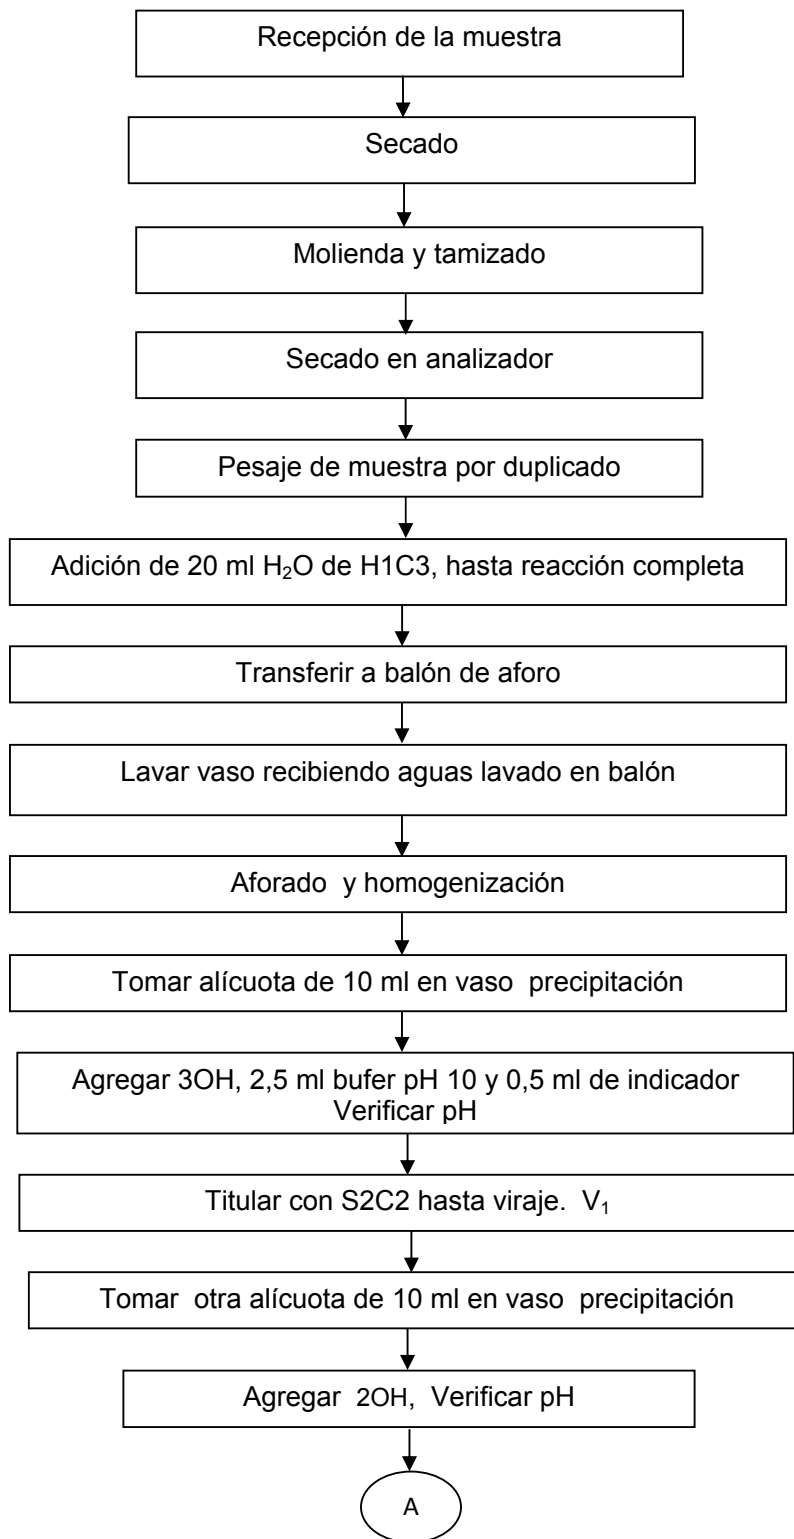 Recepción de la muestra
Secado
Molienda y tamizado
Secado en analizador
Pesaje de muestra por duplicado
Adición de 20 ml H₂O de H1C3, hasta reacción completa
Transferir a balón de aforo
Lavar vaso recibiendo aguas lavado en balón
Aforado y homogenización
Tomar alícuota de 10 ml en vaso precipitación
Agregar 3OH, 2,5 ml bufer pH 10 y 0,5 ml de indicador
Verificar pH
Titular con S2C2 hasta viraje. V₁
Tomar otra alícuota de 10 ml en vaso precipitación
Agregar 2OH, Verificar pH
A